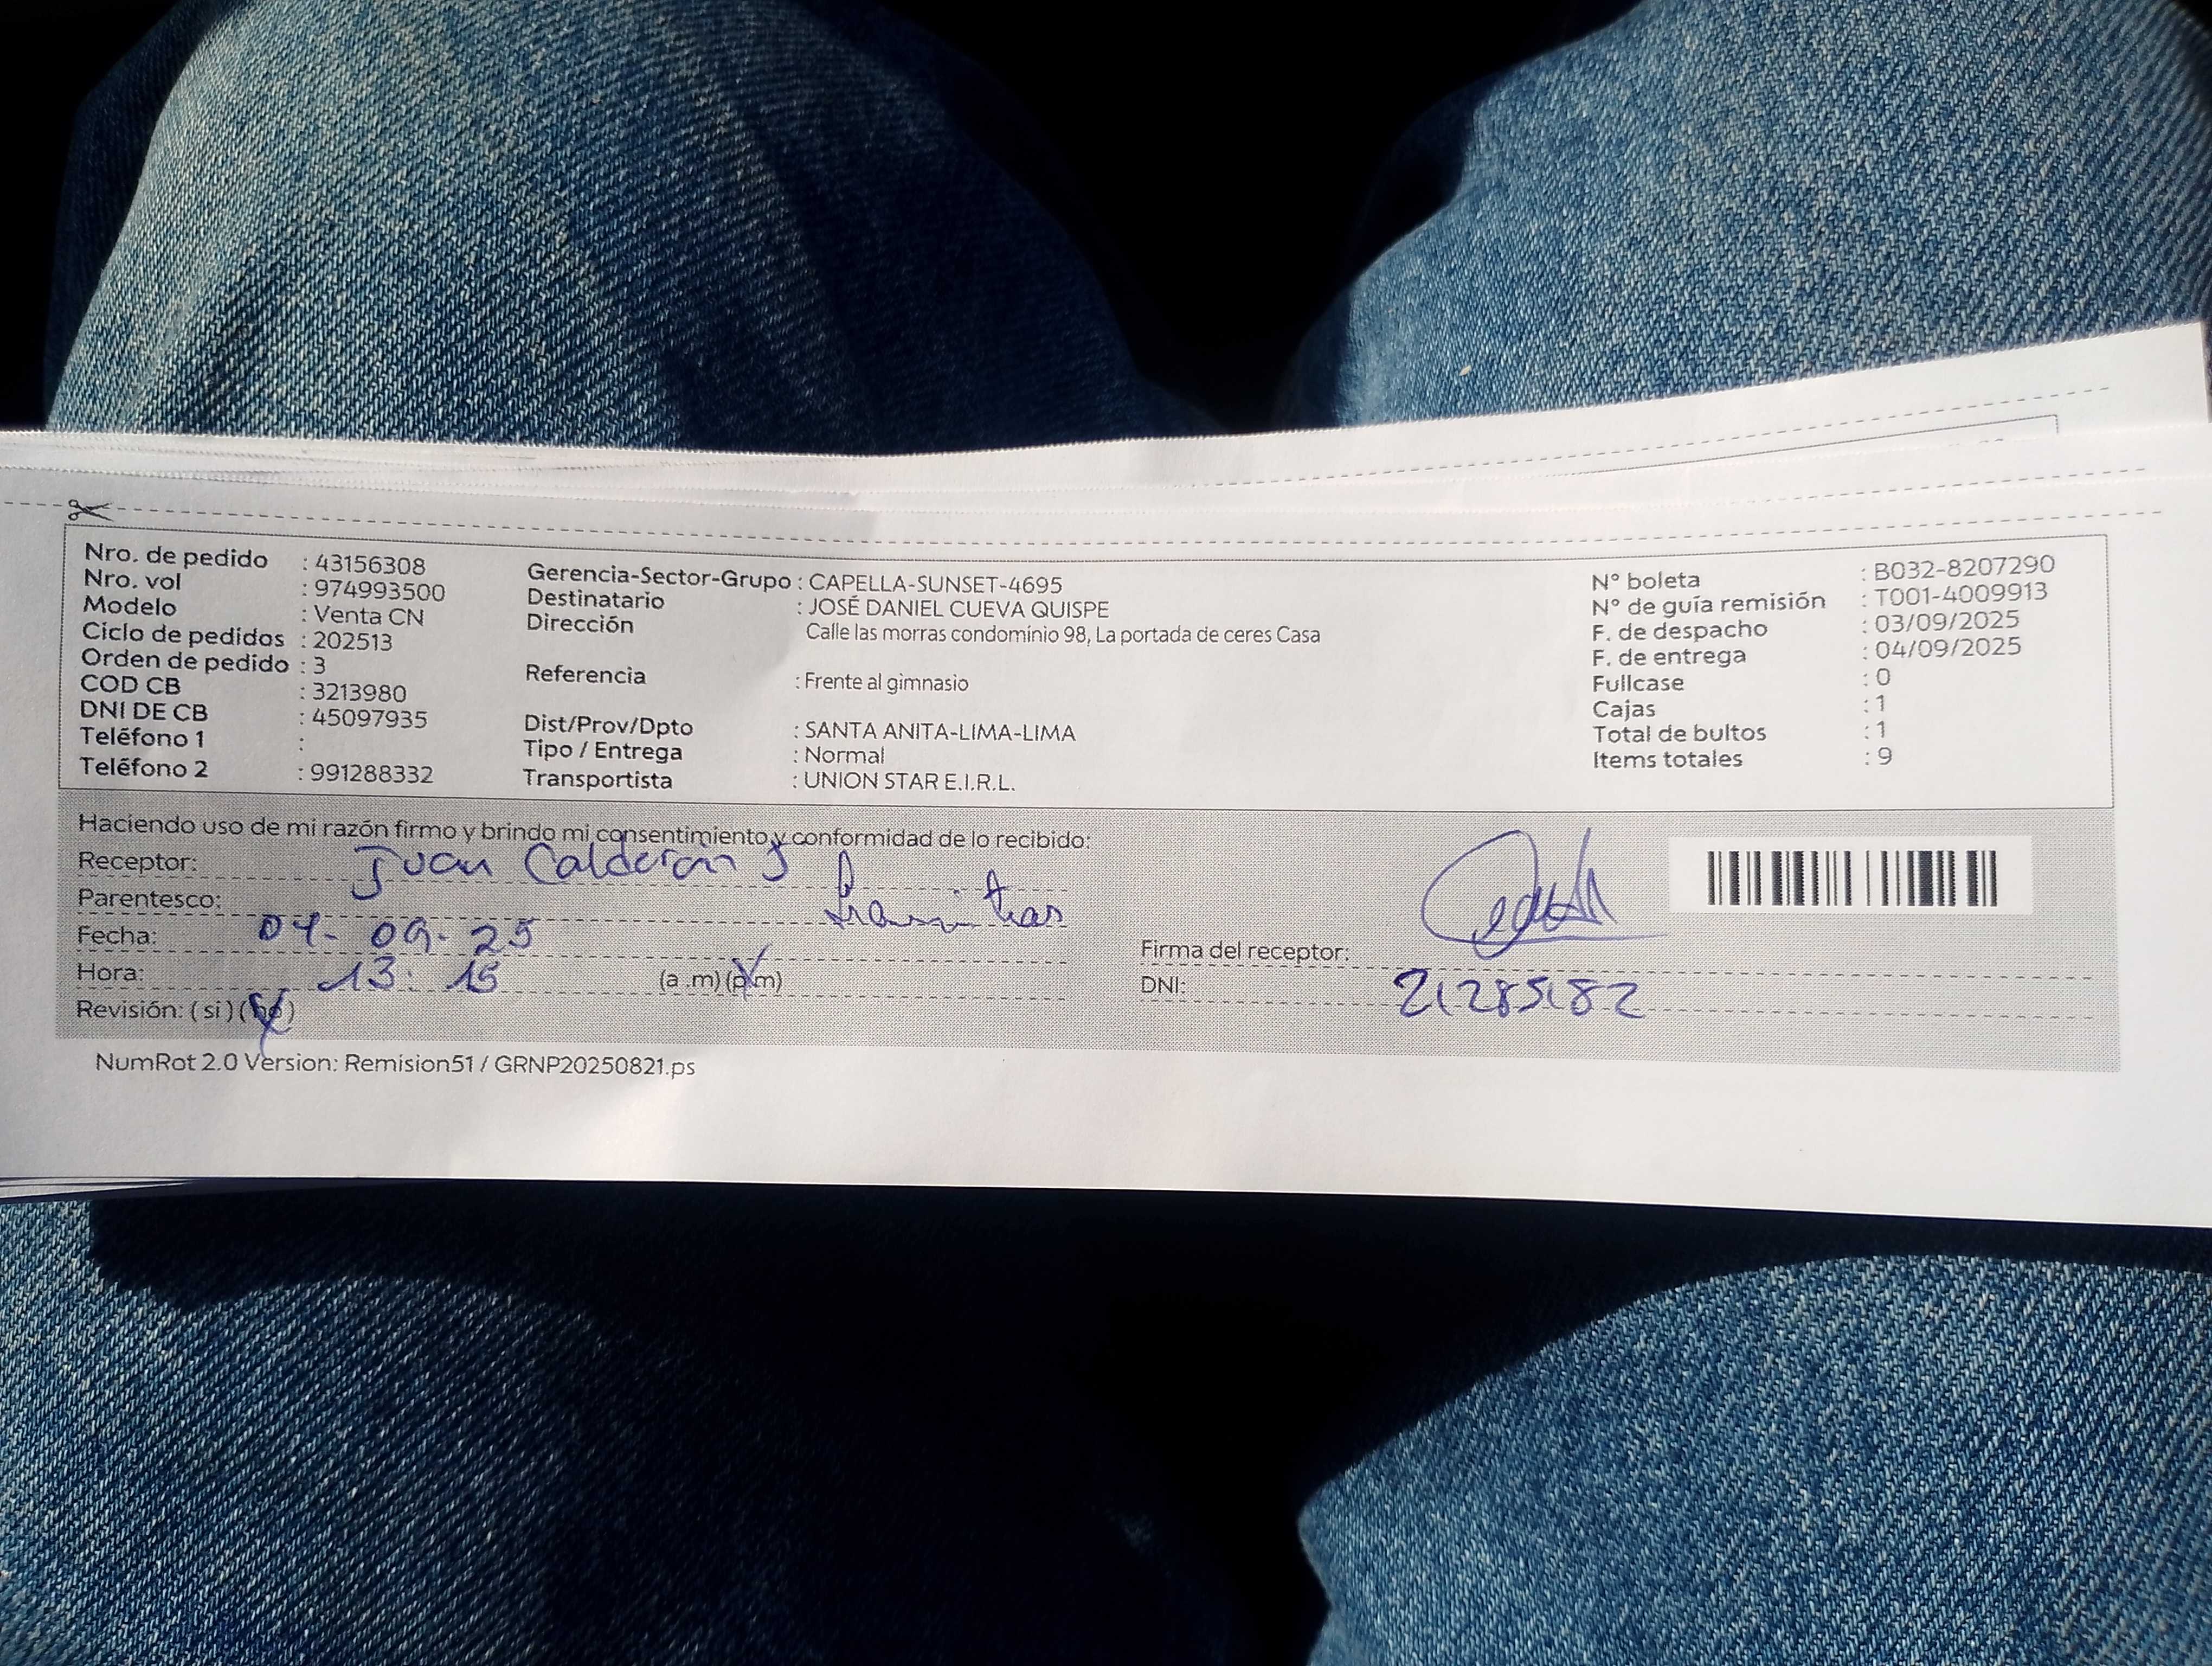 Nro. de pedido : 43156308
Nro. vol : 974993500
Modelo : Venta CN
Ciclo de pedidos : 202513
Orden de pedido : 3
COD CB : 3213980
DNI DE CB : 45097935
Teléfono 1 :
Teléfono 2 : 991288332
Gerencia-Sector-Grupo : CAPELLA-SUNSET-4695
Destinatario : JOSÉ DANIEL CUEVA QUISPE
Dirección Calle las morras condominio 98, La portada de ceres Casa
Referencia : Frente al gimnasio
Dist/Prov/Dpto : SANTA ANITA-LIMA-LIMA
Tipo / Entrega : Normal
Transportista : UNION STAR E.I.R.L.
N° boleta : B032-8207290
N° de guía remisión : T001-4009913
F. de despacho : 03/09/2025
F. de entrega : 04/09/2025
Fullcase : 0
Cajas : 1
Total de bultos : 1
Items totales : 9
Haciendo uso de mi razón firmo y brindo mi consentimiento y conformidad de lo recibido:
Receptor: Juan Calderon
Parentesco:
Fecha: 04-09-25
Hora: 13:15 (a.m)(p.m)
Revisión: (si)(no)
Firma del receptor:
DNI: 21285182
NumRot 2.0 Version: Remision51 / GRNP20250821.ps